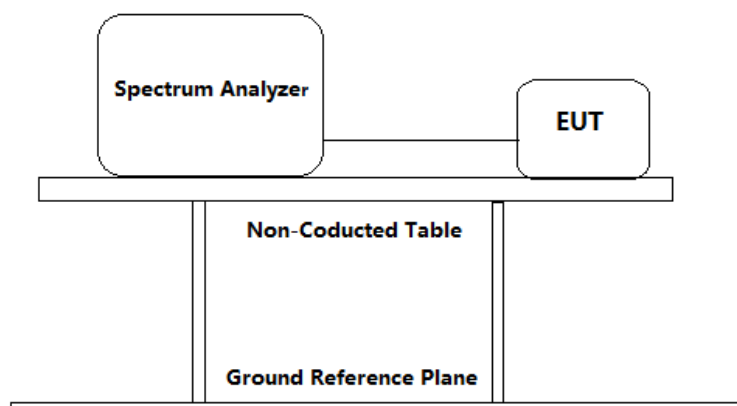 Spectrum Analyzer
EUT
Non-Coducted Table
Ground Reference Plane